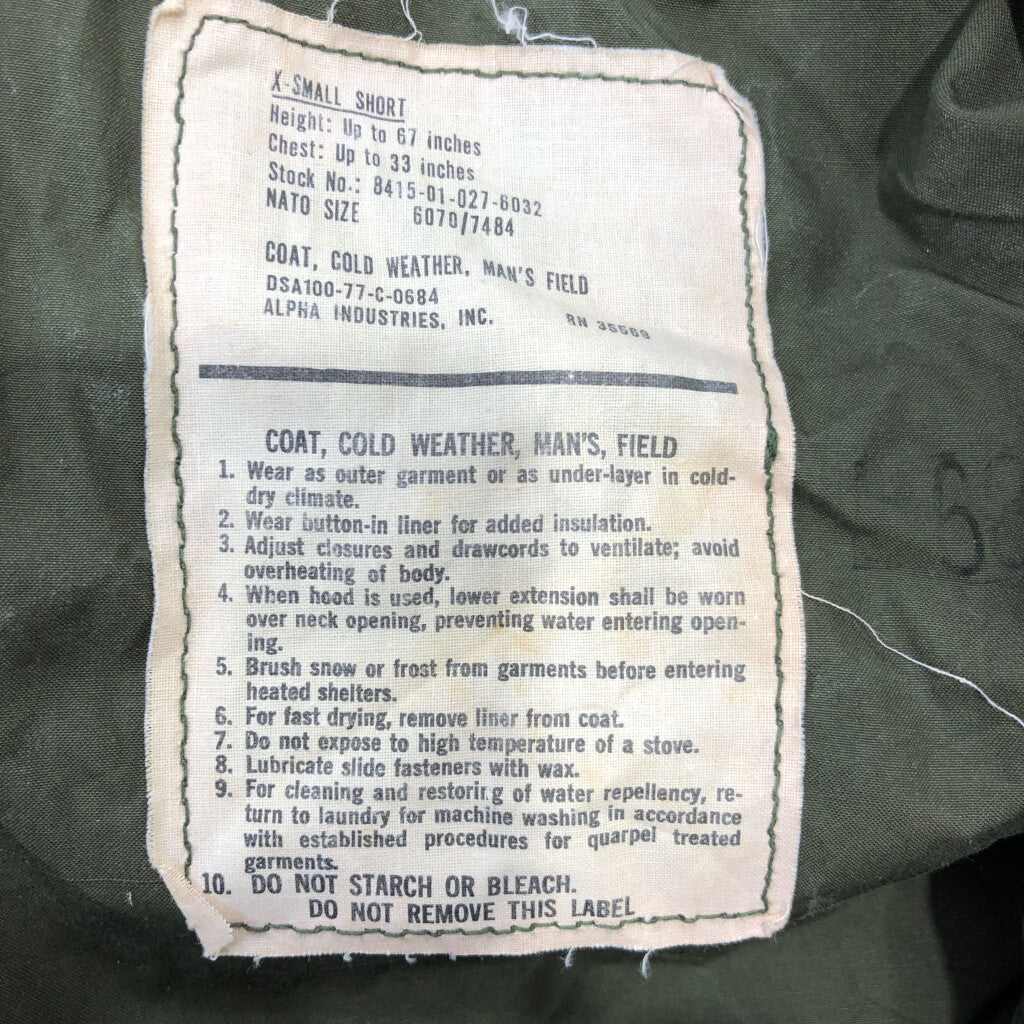 X-SMALL SHORT
Height: Up to 67 inches
Chest: Up to 33 inches
Stock No.: 8415-01-027-6032
NATO SIZE 6070/7484
COAT, COLD WEATHER, MAN'S FIELD
DSA100-77-C-0684
ALPHA INDUSTRIES, INC. RN 35569
COAT, COLD WEATHER, MAN'S, FIELD
1. Wear as outer garment or as under-layer in cold-
dry climate.
2. Wear button-in liner for added insulation.
3. Adjust closures and drawcords to ventilate; avoid
overheating of body.
4. When hood is used, lower extension shall be worn
over neck opening, preventing water entering open-
ing.
5. Brush snow or frost from garments before entering
heated shelters.
6. For fast drying, remove liner from coat.
7. Do not expose to high temperature of a stove.
8. Lubricate slide fasteners with wax.
9. For cleaning and restoring of water repellency, re-
turn to laundry for machine washing in accordance
with established procedures for quarpel treated
garments.
10. DO NOT STARCH OR BLEACH.
DO NOT REMOVE THIS LABEL